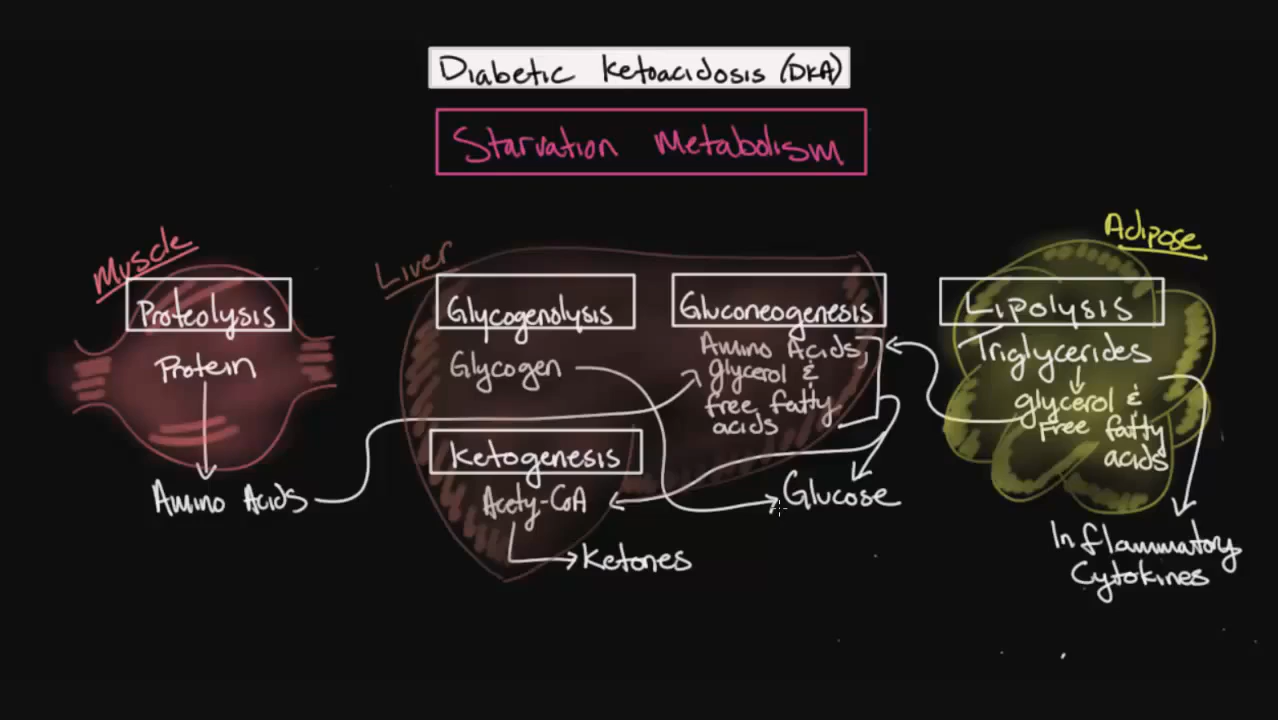 Diabetic Ketoacidosis (DKA)
Starvation Metabolism
Muscle
Proteolysis
Protein
Amino Acids
Liver
Glycogenolysis
Glycogen
Ketogenesis
Acety-CoA
Ketones
Gluconeogenesis
Amino Acids,
glycerol &
free fatty
acids
Glucose
Adipose
Lipolysis
Triglycerides
glycerol &
Free fatty
acids
Inflammatory
Cytokines